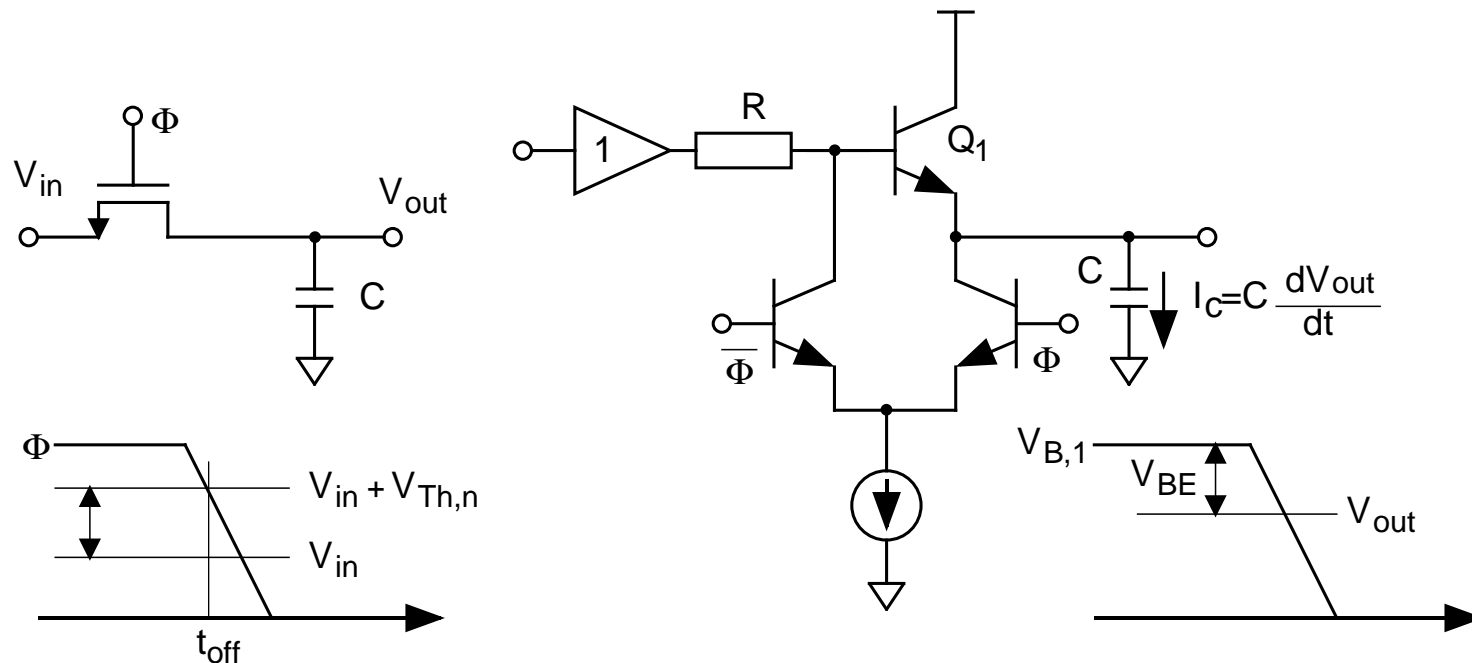 Φ
V_in
V_out
C
Φ
V_in + V_Th,n
V_in
t_off
1
R
Q_1
Φ̅
Φ
C
I_C=C dV_out/dt
V_B,1
V_BE
V_out